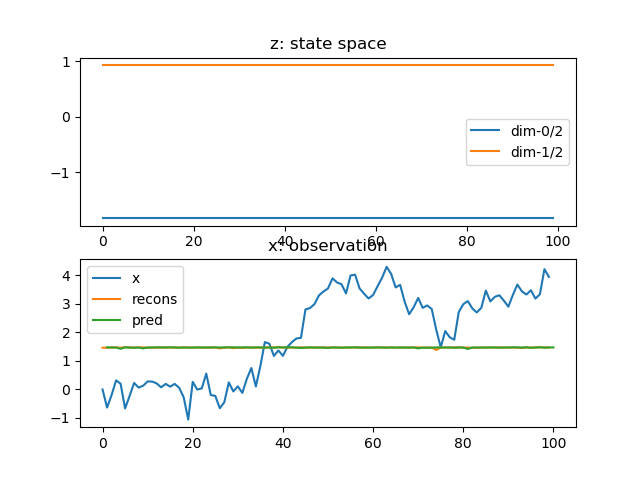 z: state space
1
0
−1
dim-0/2
dim-1/2
0 20 40 60 80 100
x: observation
4
3
2
1
0
−1
x
recons
pred
0 20 40 60 80 100